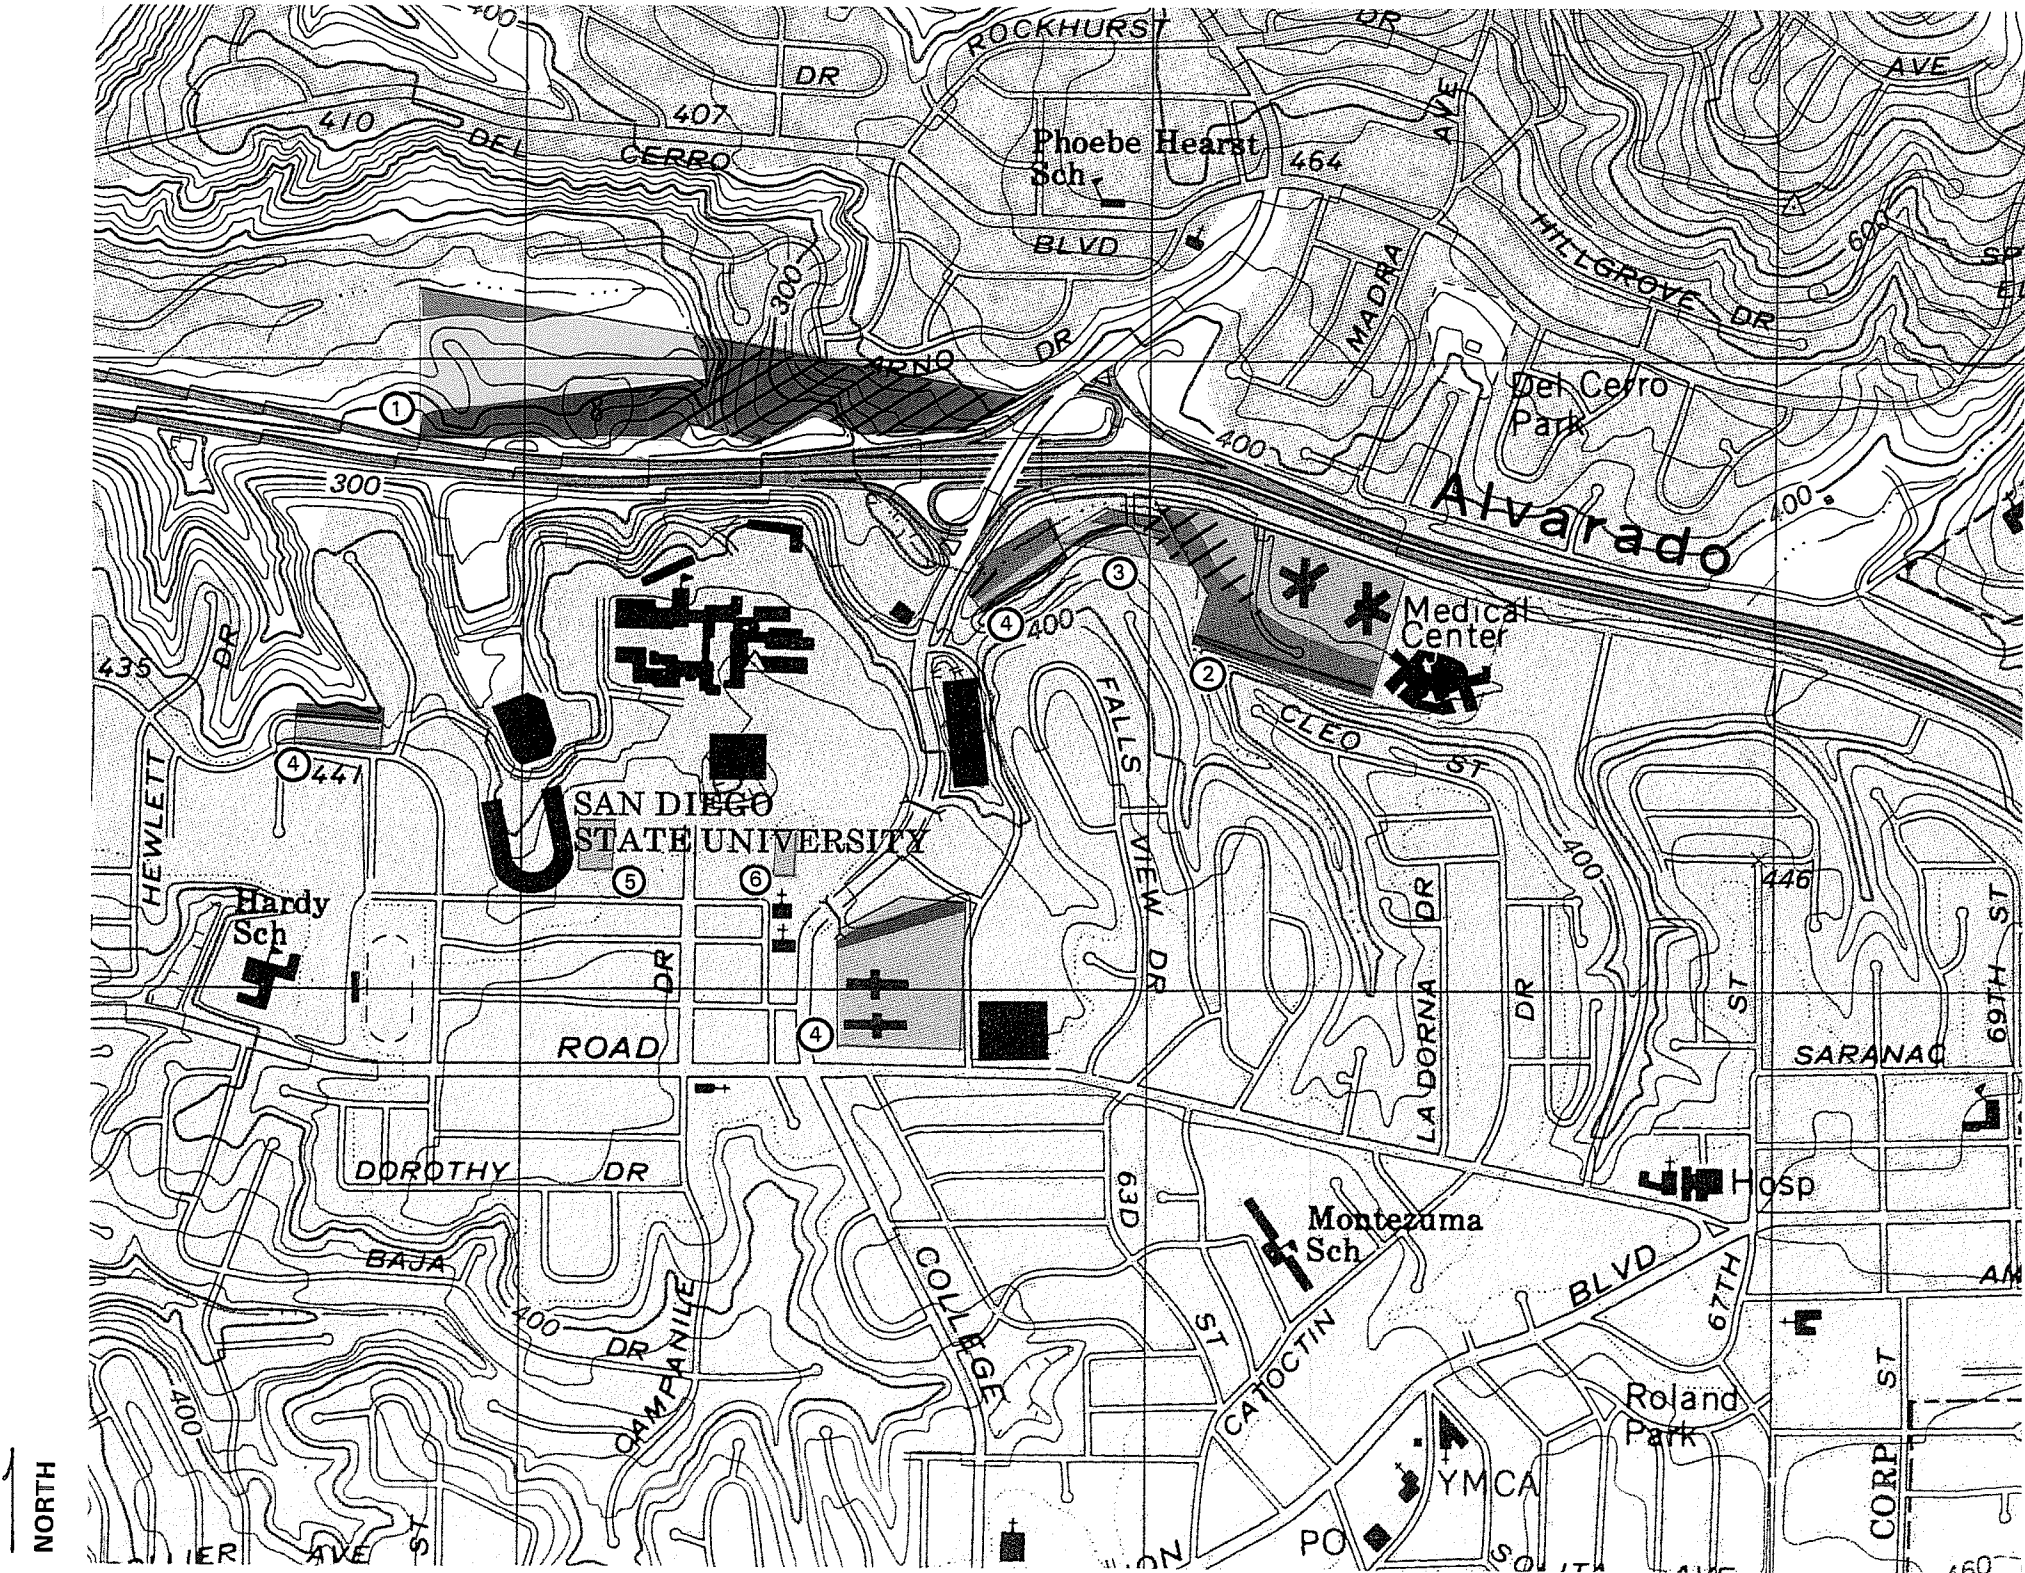 400
ROCKHURST
DR
DR
AVE
410
407
DEL
CERRO
Phoebe Hearst
Sch
464
AVE
BLVD
MADRA
HILLGROVE DR
600
300
ARNO
DR
1
Del Cerro
Park
400
300
Alvarado
400
3
4
400
Medical
Center
2
435
DR
FALLS
CLEO
ST
4
441
HEWLETT
SAN DIEGO
STATE UNIVERSITY
VIEW
DR
5
6
400
446
Hardy
Sch
DR
DR
ST
69TH ST
LA DORNA
DR
4
ROAD
SARANAC
DOROTHY
DR
63D
Hosp
Montezuma
Sch
BAJA
COLLEGE
BLVD
67TH
400
DR
CAMPANILE
ST
CATOCTIN
400
Roland
Park
ST
CORP
NORTH
YMCA
PO
AVE
ST